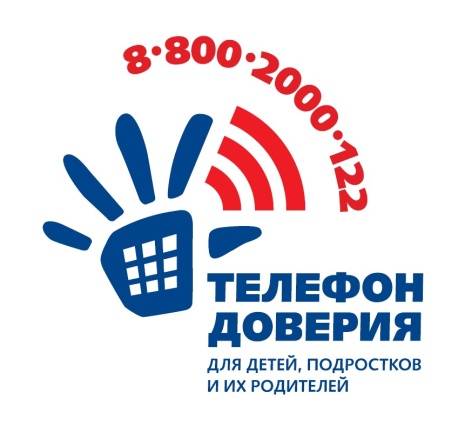 8·800·2000·122
ТЕЛЕФОН
ДОВЕРИЯ
ДЛЯ ДЕТЕЙ, ПОДРОСТКОВ
И ИХ РОДИТЕЛЕЙ